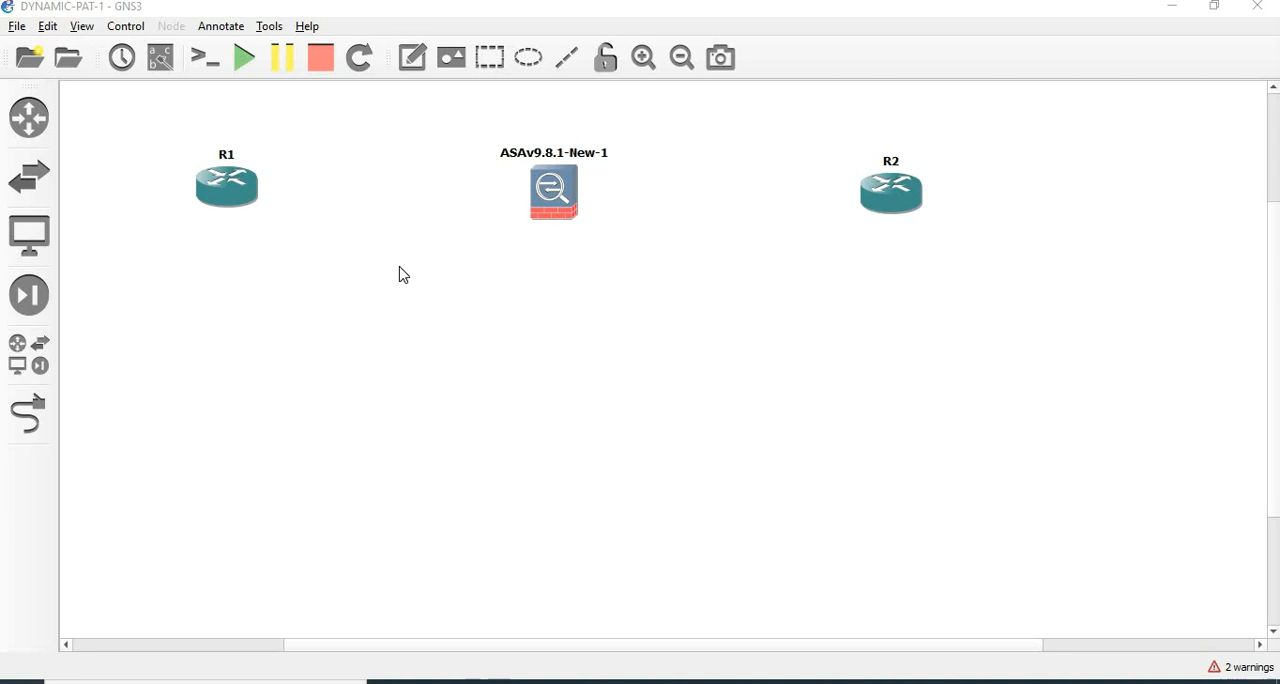 DYNAMIC-PAT-1 - GNS3
File Edit View Control Node Annotate Tools Help
R1
ASAv9.8.1-New-1
R2
2 warnings